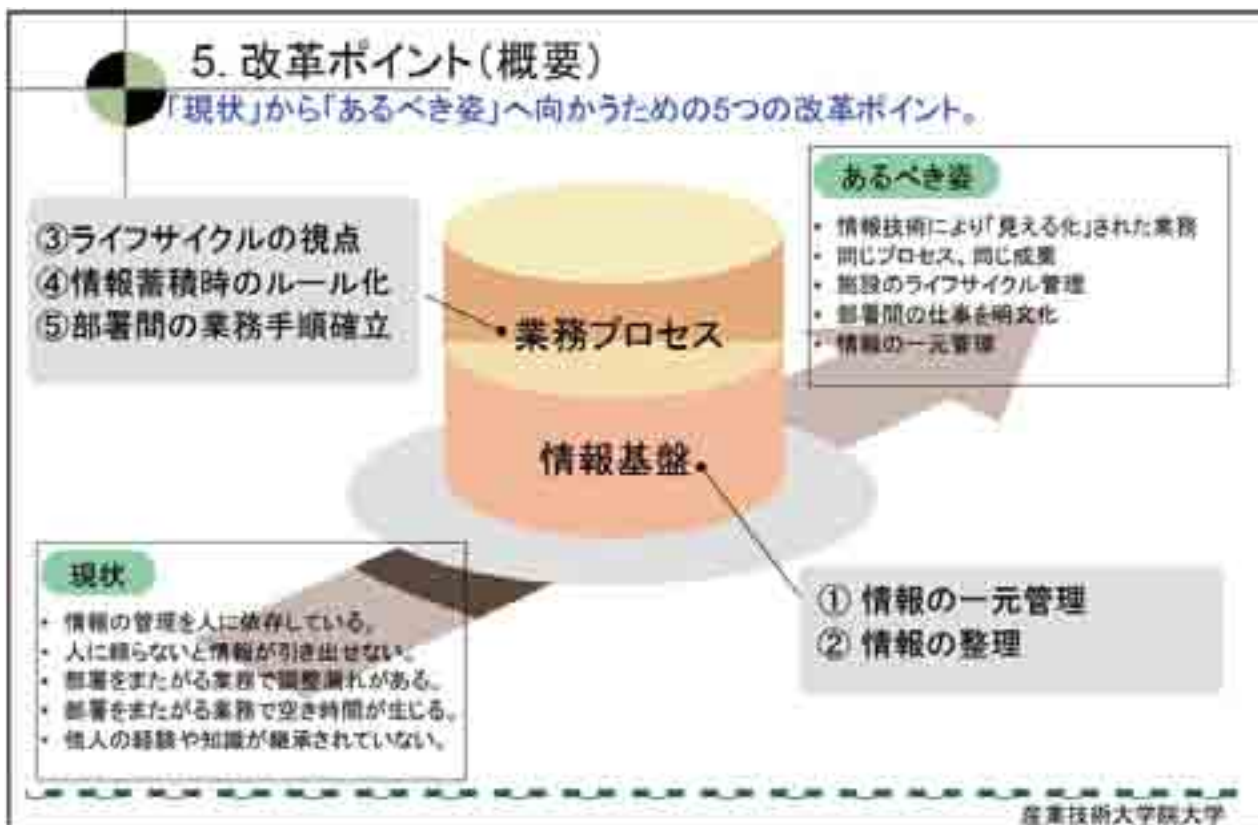 5. 改革ポイント(概要)
「現状」から「あるべき姿」へ向かうための5つの改革ポイント。
あるべき姿
・ 情報技術により「見える化」された業務
・ 同じプロセス、同じ成果
・ 施設のライフサイクル管理
・ 部署間の仕事を明文化
・ 情報の一元管理
③ライフサイクルの視点
④情報蓄積時のルール化
⑤部署間の業務手順確立
業務プロセス
情報基盤
① 情報の一元管理
② 情報の整理
現状
・ 情報の管理を人に依存している。
・ 人に頼らないと情報が引き出せない。
・ 部署をまたがる業務で調整漏れがある。
・ 部署をまたがる業務で空き時間が生じる。
・ 他人の経験や知識が継承されていない。
産業技術大学院大学